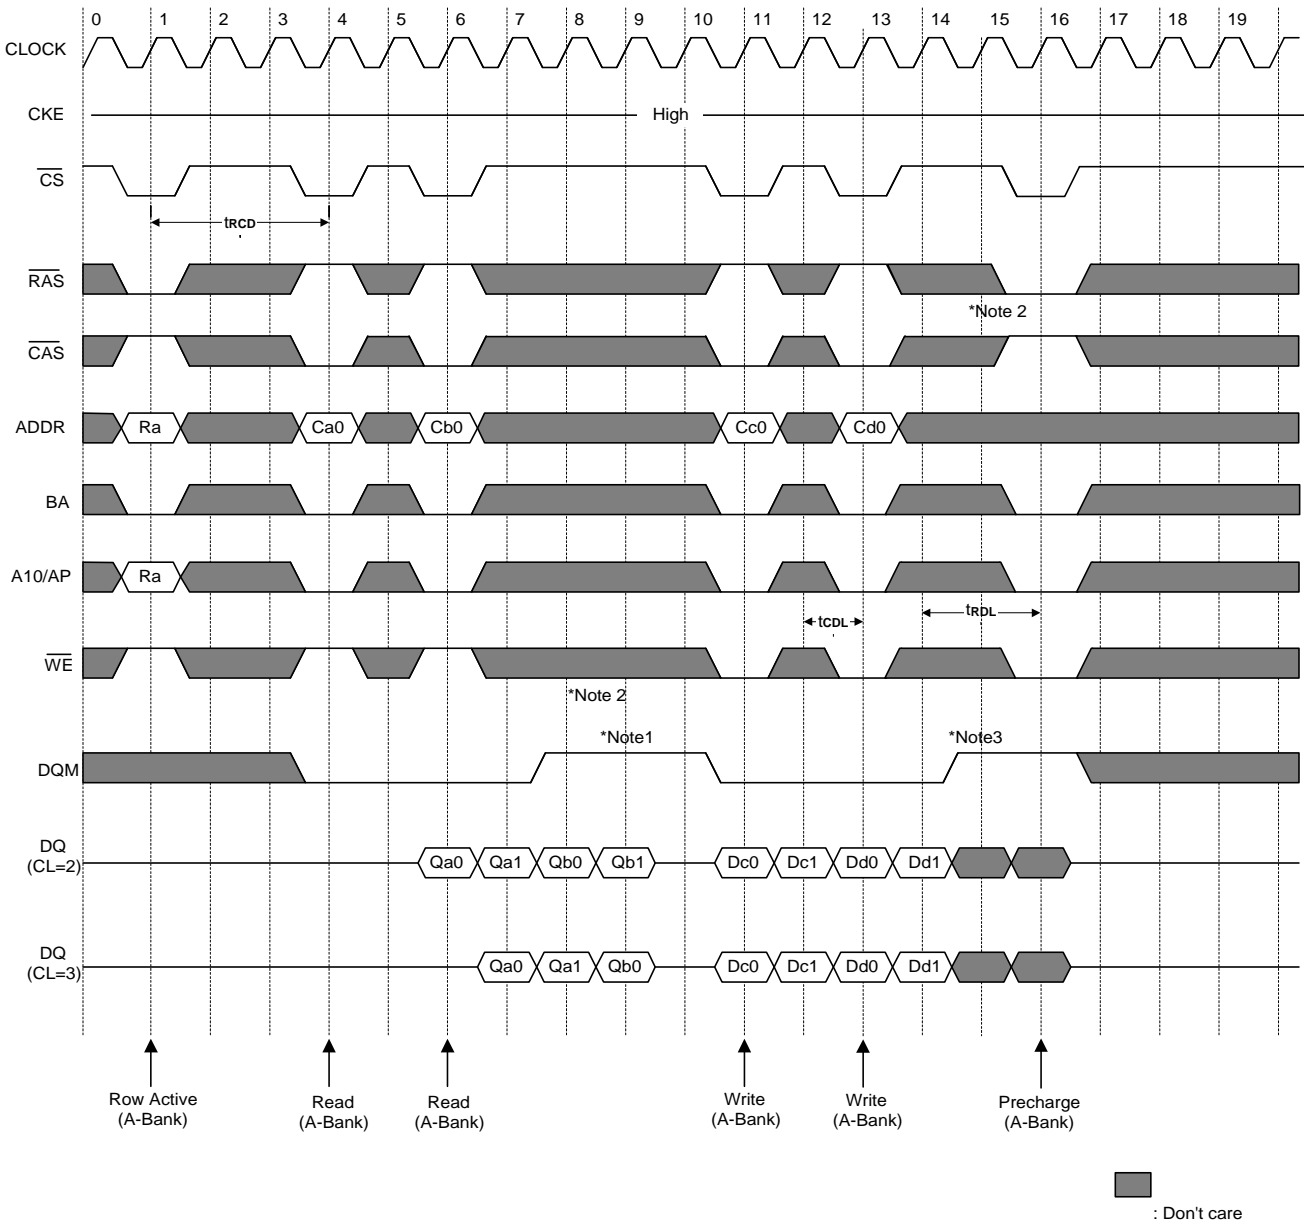 0 1 2 3 4 5 6 7 8 9 10 11 12 13 14 15 16 17 18 19
CLOCK
CKE High
CS
tRCD
RAS
*Note 2
CAS
ADDR Ra Ca0 Cb0 Cc0 Cd0
BA
A10/AP Ra
tCDL tRDL
WE
*Note 2
*Note1 *Note3
DQM
DQ
(CL=2) Qa0 Qa1 Qb0 Qb1 Dc0 Dc1 Dd0 Dd1
DQ
(CL=3) Qa0 Qa1 Qb0 Dc0 Dc1 Dd0 Dd1
Row Active
(A-Bank)
Read
(A-Bank)
Read
(A-Bank)
Write
(A-Bank)
Write
(A-Bank)
Precharge
(A-Bank)
: Don't care